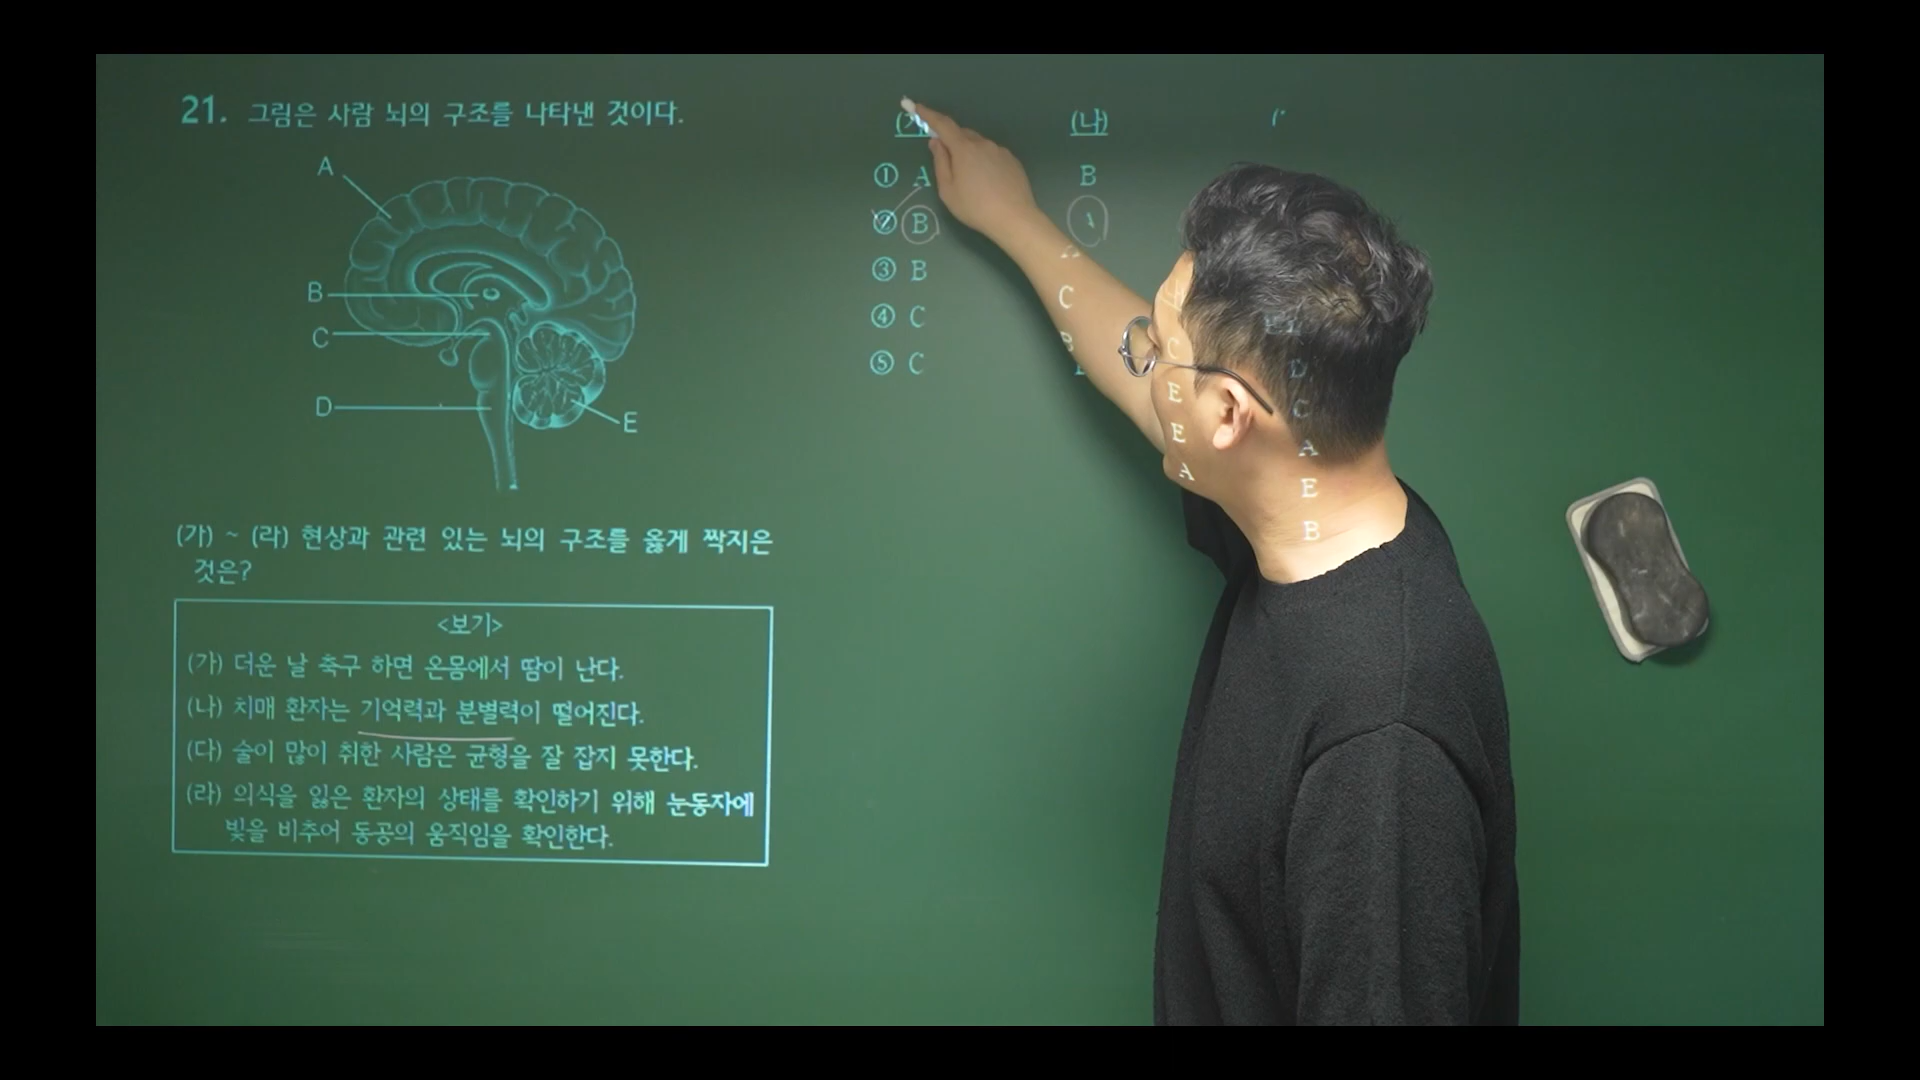 21. 그림은 사람 뇌의 구조를 나타낸 것이다.
A
B
C
D
E
(가) ~ (라) 현상과 관련 있는 뇌의 구조를 옳게 짝지은
것은?
<보기>
(가) 더운 날 축구 하면 온몸에서 땀이 난다.
(나) 치매 환자는 기억력과 분별력이 떨어진다.
(다) 술이 많이 취한 사람은 균형을 잘 잡지 못한다.
(라) 의식을 잃은 환자의 상태를 확인하기 위해 눈동자에
빛을 비추어 동공의 움직임을 확인한다.
(나)
① A B
② B
③ B
④ C C
⑤ C B
C D
E C
E A
A E
B